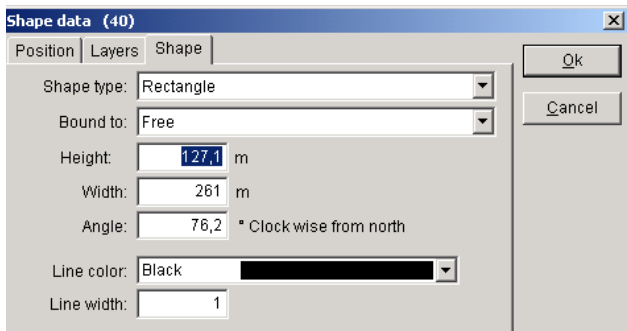 Shape data (40)
Position Layers Shape
Ok
Shape type: Rectangle
Cancel
Bound to: Free
Height: 127,1 m
Width: 261 m
Angle: 76,2 ° Clock wise from north
Line color: Black
Line width: 1